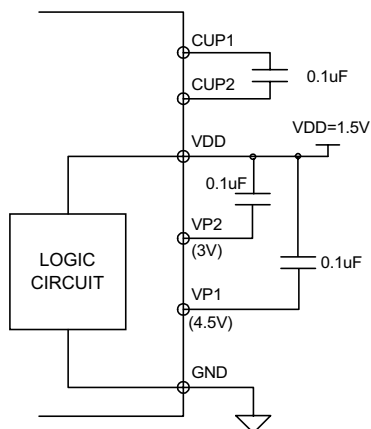 CUP1
0.1uF
CUP2
VDD=1.5V
VDD
0.1uF
VP2
(3V)
LOGIC
CIRCUIT
0.1uF
VP1
(4.5V)
GND